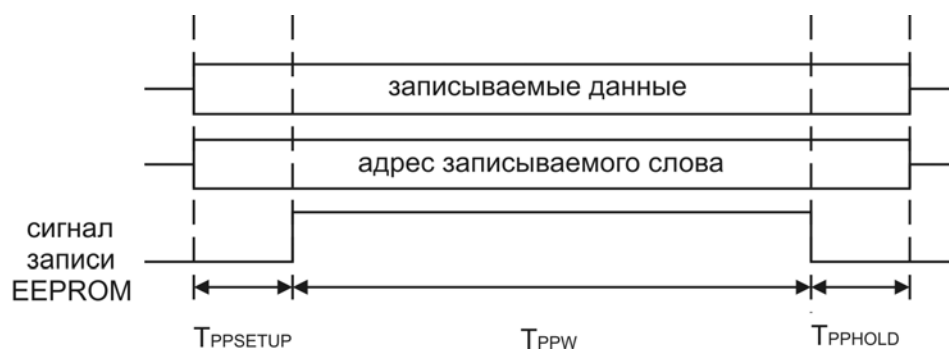 записываемые данные
адрес записываемого слова
сигнал
записи
EEPROM
TPPSETUP
TPPW
TPPHOLD